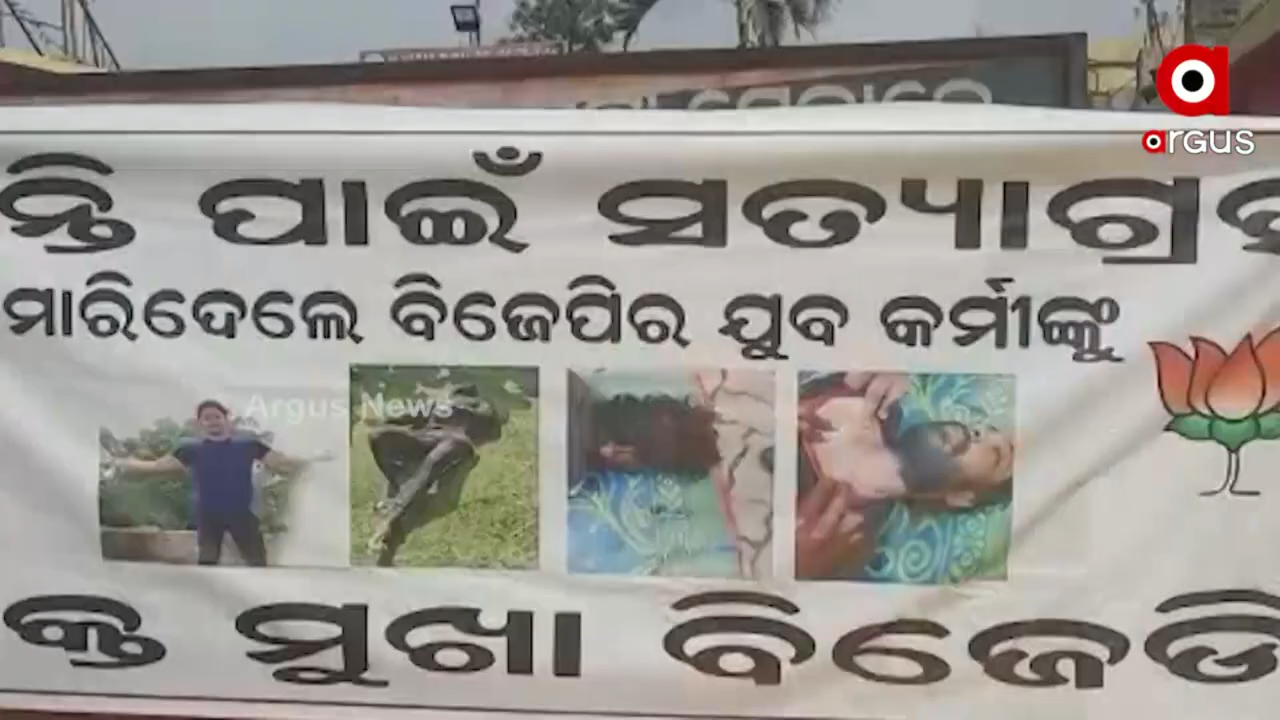 argus
ନ୍ତି ପାଇଁ ସତ୍ୟାଗ୍ରହ
ମାରିଦେଲେ ବିଜେପିର ଯୁବ କର୍ମୀଙ୍କୁ
Argus News
କ୍ତ ମୁଖା ବିଜେଡି